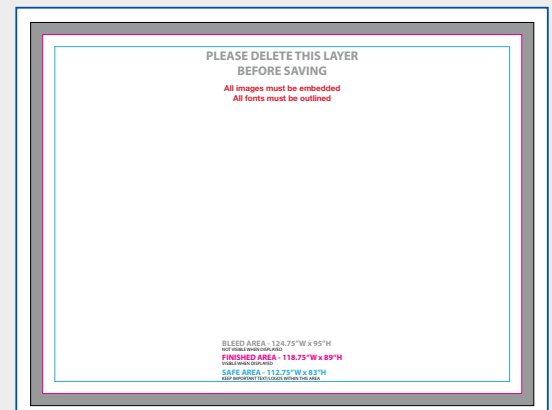 PLEASE DELETE THIS LAYER
BEFORE SAVING
All images must be embedded
All fonts must be outlined
BLEED AREA - 124.75”W x 95”H
NOT VISIBLE WHEN DISPLAYED
FINISHED AREA - 118.75”W x 89”H
VISIBLE WHEN DISPLAYED
SAFE AREA - 112.75”W x 83”H
KEEP IMPORTANT TEXT/LOGOS WITHIN THIS AREA